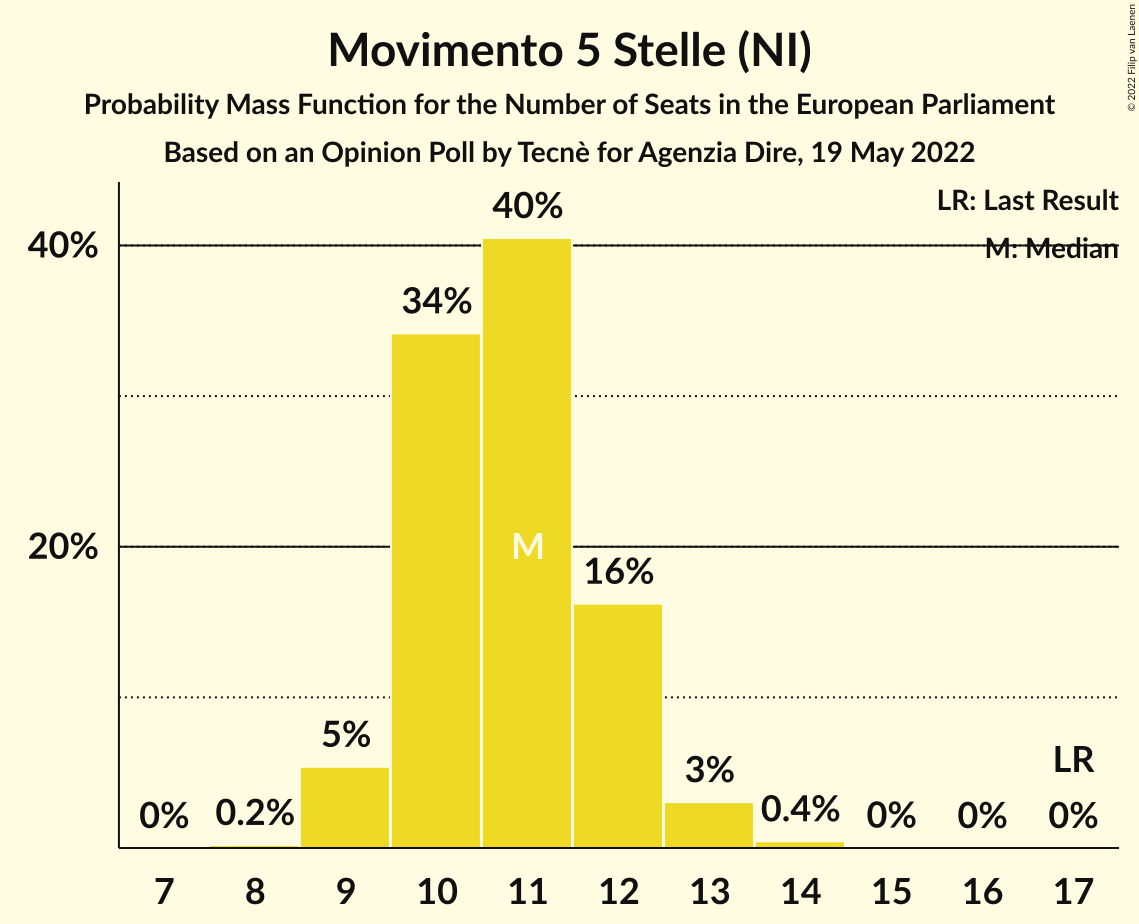 © 2022 Filip van Laenen
Movimento 5 Stelle (NI)
Probability Mass Function for the Number of Seats in the European Parliament
Based on an Opinion Poll by Tecnè for Agenzia Dire, 19 May 2022
LR: Last Result
M: Median
40%
20%
0%
0.2%
5%
34%
40%
M
16%
3%
0.4%
0%
0%
LR
0%
7 8 9 10 11 12 13 14 15 16 17